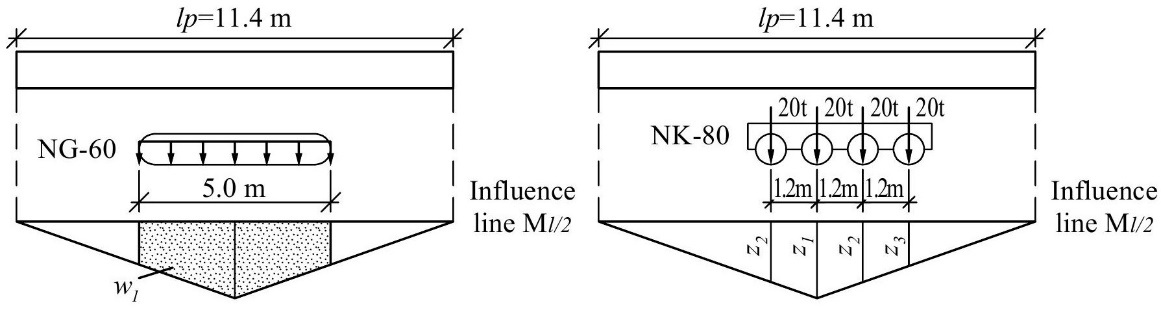 lp=11.4 m
NG-60
5.0 m
Influence
line Ml/2
w1
lp=11.4 m
20t 20t 20t 20t
NK-80
1.2m 1.2m 1.2m
Influence
line Ml/2
z2 z1 z2 z3